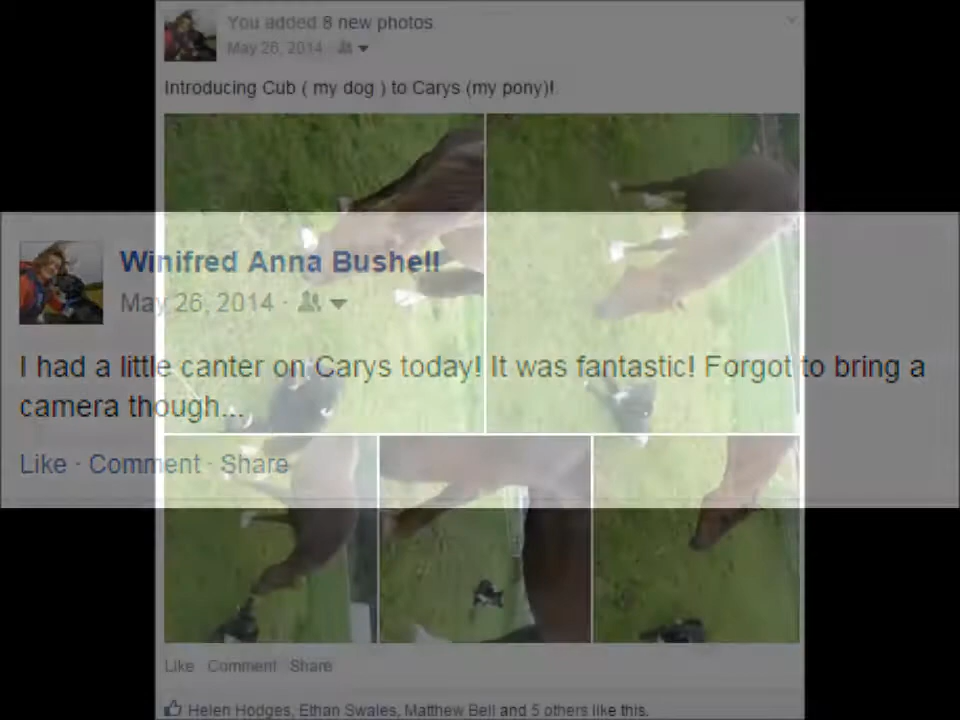 You added 8 new photos.
May 26, 2014
Introducing Cub ( my dog ) to Carys (my pony)!
Winifred Anna Bushell
May 26, 2014 ·
I had a little canter on Carys today! It was fantastic! Forgot to bring a
camera though...
Like · Comment · Share
Like Comment Share
Helen Hodges, Ethan Swales, Matthew Bell and 5 others like this.